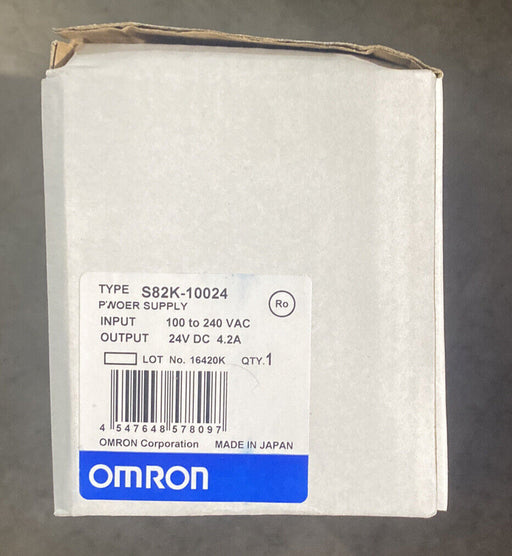 TYPE S82K-10024
PWOER SUPPLY
Ro
INPUT 100 to 240 VAC
OUTPUT 24V DC 4.2A
LOT No. 16420K QTY.1
4 547648 578097
OMRON Corporation MADE IN JAPAN
OMRON